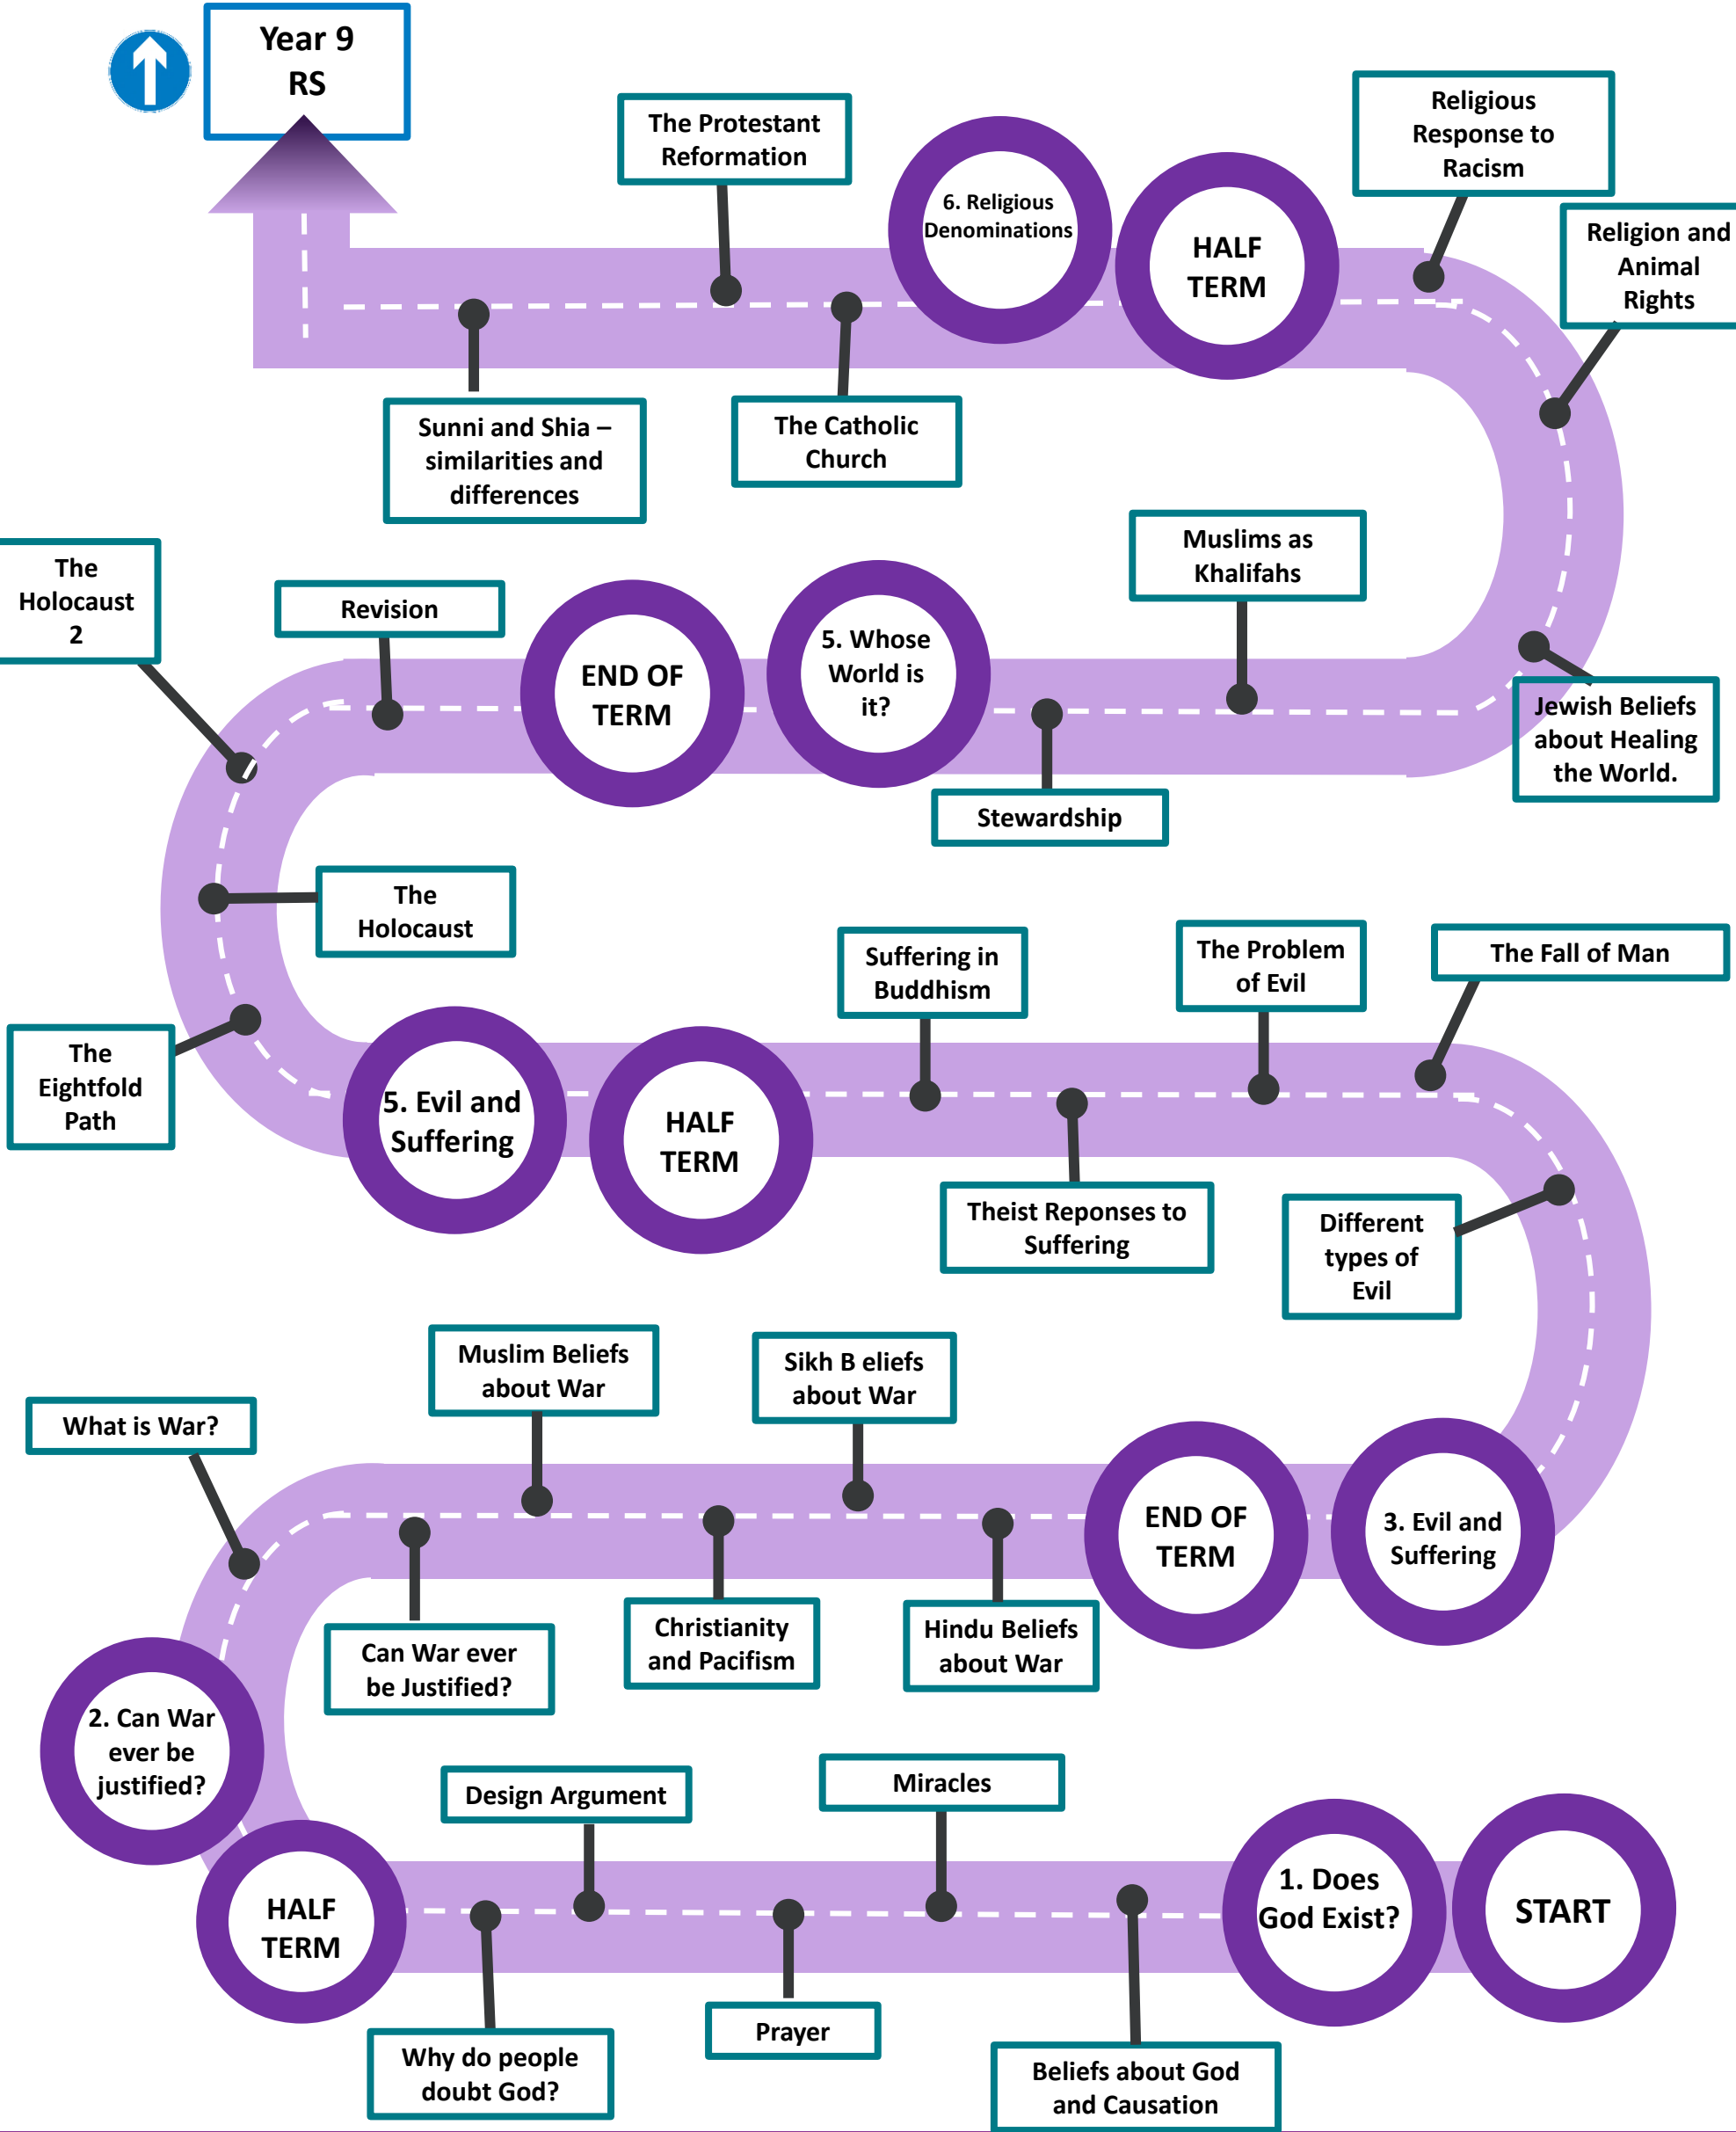 Year 9
RS
The Protestant
Reformation
6. Religious
Denominations
HALF
TERM
Religious
Response to
Racism
Religion and
Animal
Rights
Sunni and Shia –
similarities and
differences
The Catholic
Church
The
Holocaust
2
Revision
END OF
TERM
5. Whose
World is
it?
Muslims as
Khalifahs
Jewish Beliefs
about Healing
the World.
Stewardship
The
Holocaust
Suffering in
Buddhism
The Problem
of Evil
The Fall of Man
The
Eightfold
Path
5. Evil and
Suffering
HALF
TERM
Theist Reponses to
Suffering
Different
types of
Evil
Muslim Beliefs
about War
Sikh B eliefs
about War
What is War?
END OF
TERM
3. Evil and
Suffering
Can War ever
be Justified?
Christianity
and Pacifism
Hindu Beliefs
about War
2. Can War
ever be
justified?
Design Argument
Miracles
HALF
TERM
1. Does
God Exist?
START
Why do people
doubt God?
Prayer
Beliefs about God
and Causation